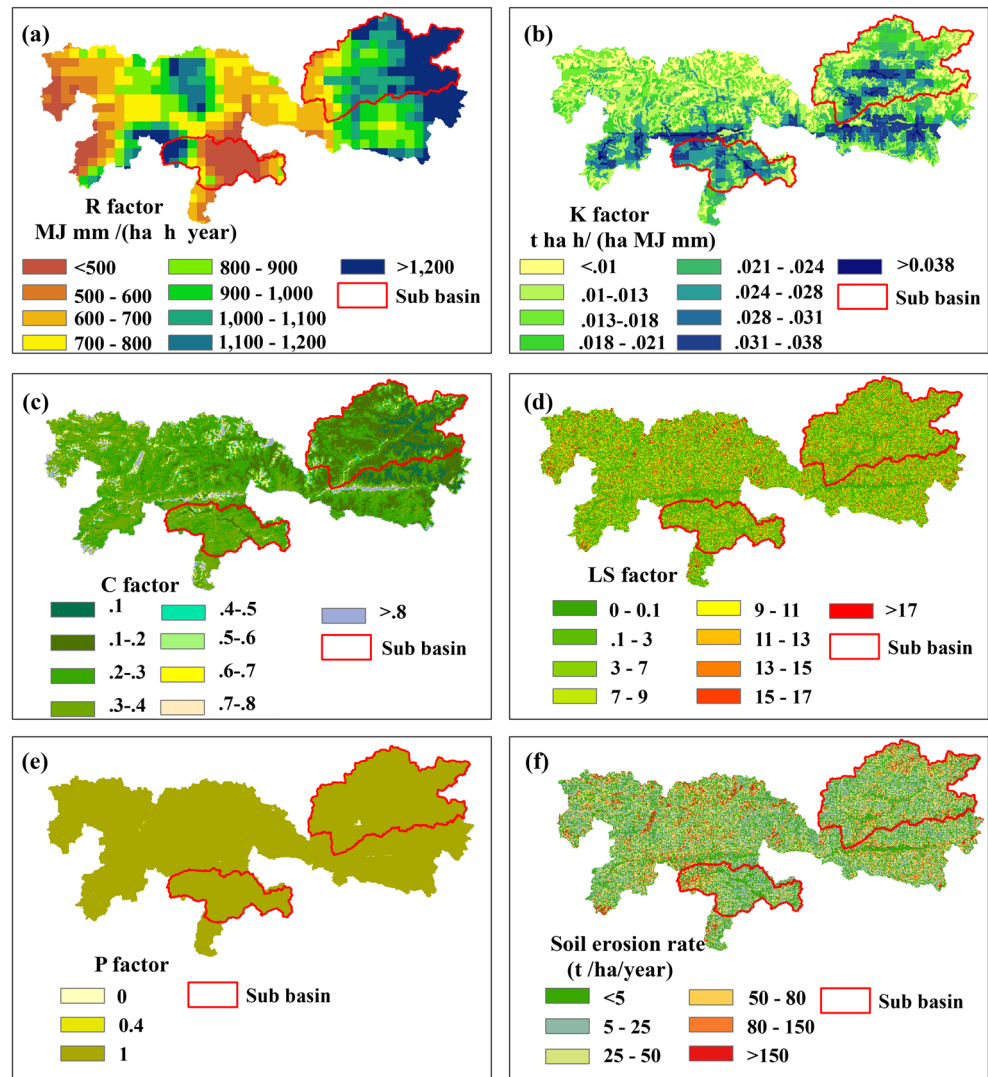 (a)
R factor
MJ mm /(ha h year)
<500
800 - 900
>1,200
500 - 600
900 - 1,000
Sub basin
600 - 700
1,000 - 1,100
700 - 800
1,100 - 1,200
(b)
K factor
t ha h/ (ha MJ mm)
<.01
.021 - .024
>0.038
.01-.013
.024 - .028
Sub basin
.013-.018
.028 - .031
.018 - .021
.031 - .038
(c)
C factor
.1
.4-.5
>.8
.1-.2
.5-.6
Sub basin
.2-.3
.6-.7
.3-.4
.7-.8
(d)
LS factor
0 - 0.1
9 - 11
>17
.1 - 3
11 - 13
Sub basin
3 - 7
13 - 15
7 - 9
15 - 17
(e)
P factor
0
Sub basin
0.4
1
(f)
Soil erosion rate
(t /ha/year)
<5
50 - 80
Sub basin
5 - 25
80 - 150
25 - 50
>150